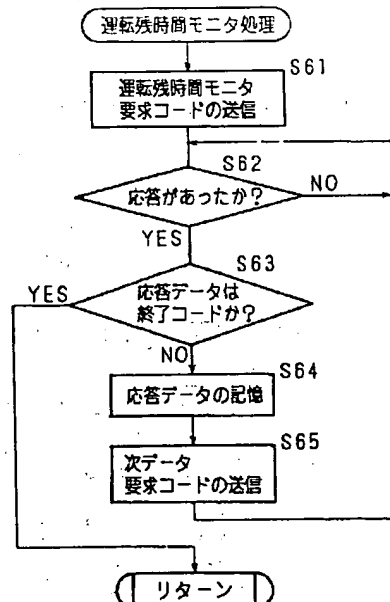 運転残時間モニタ処理
S61
運転残時間モニタ
要求コードの送信
S62
応答があったか?
NO
YES
S63
YES
応答データは
終了コードか?
NO
S64
応答データの記憶
S65
次データ
要求コードの送信
リターン